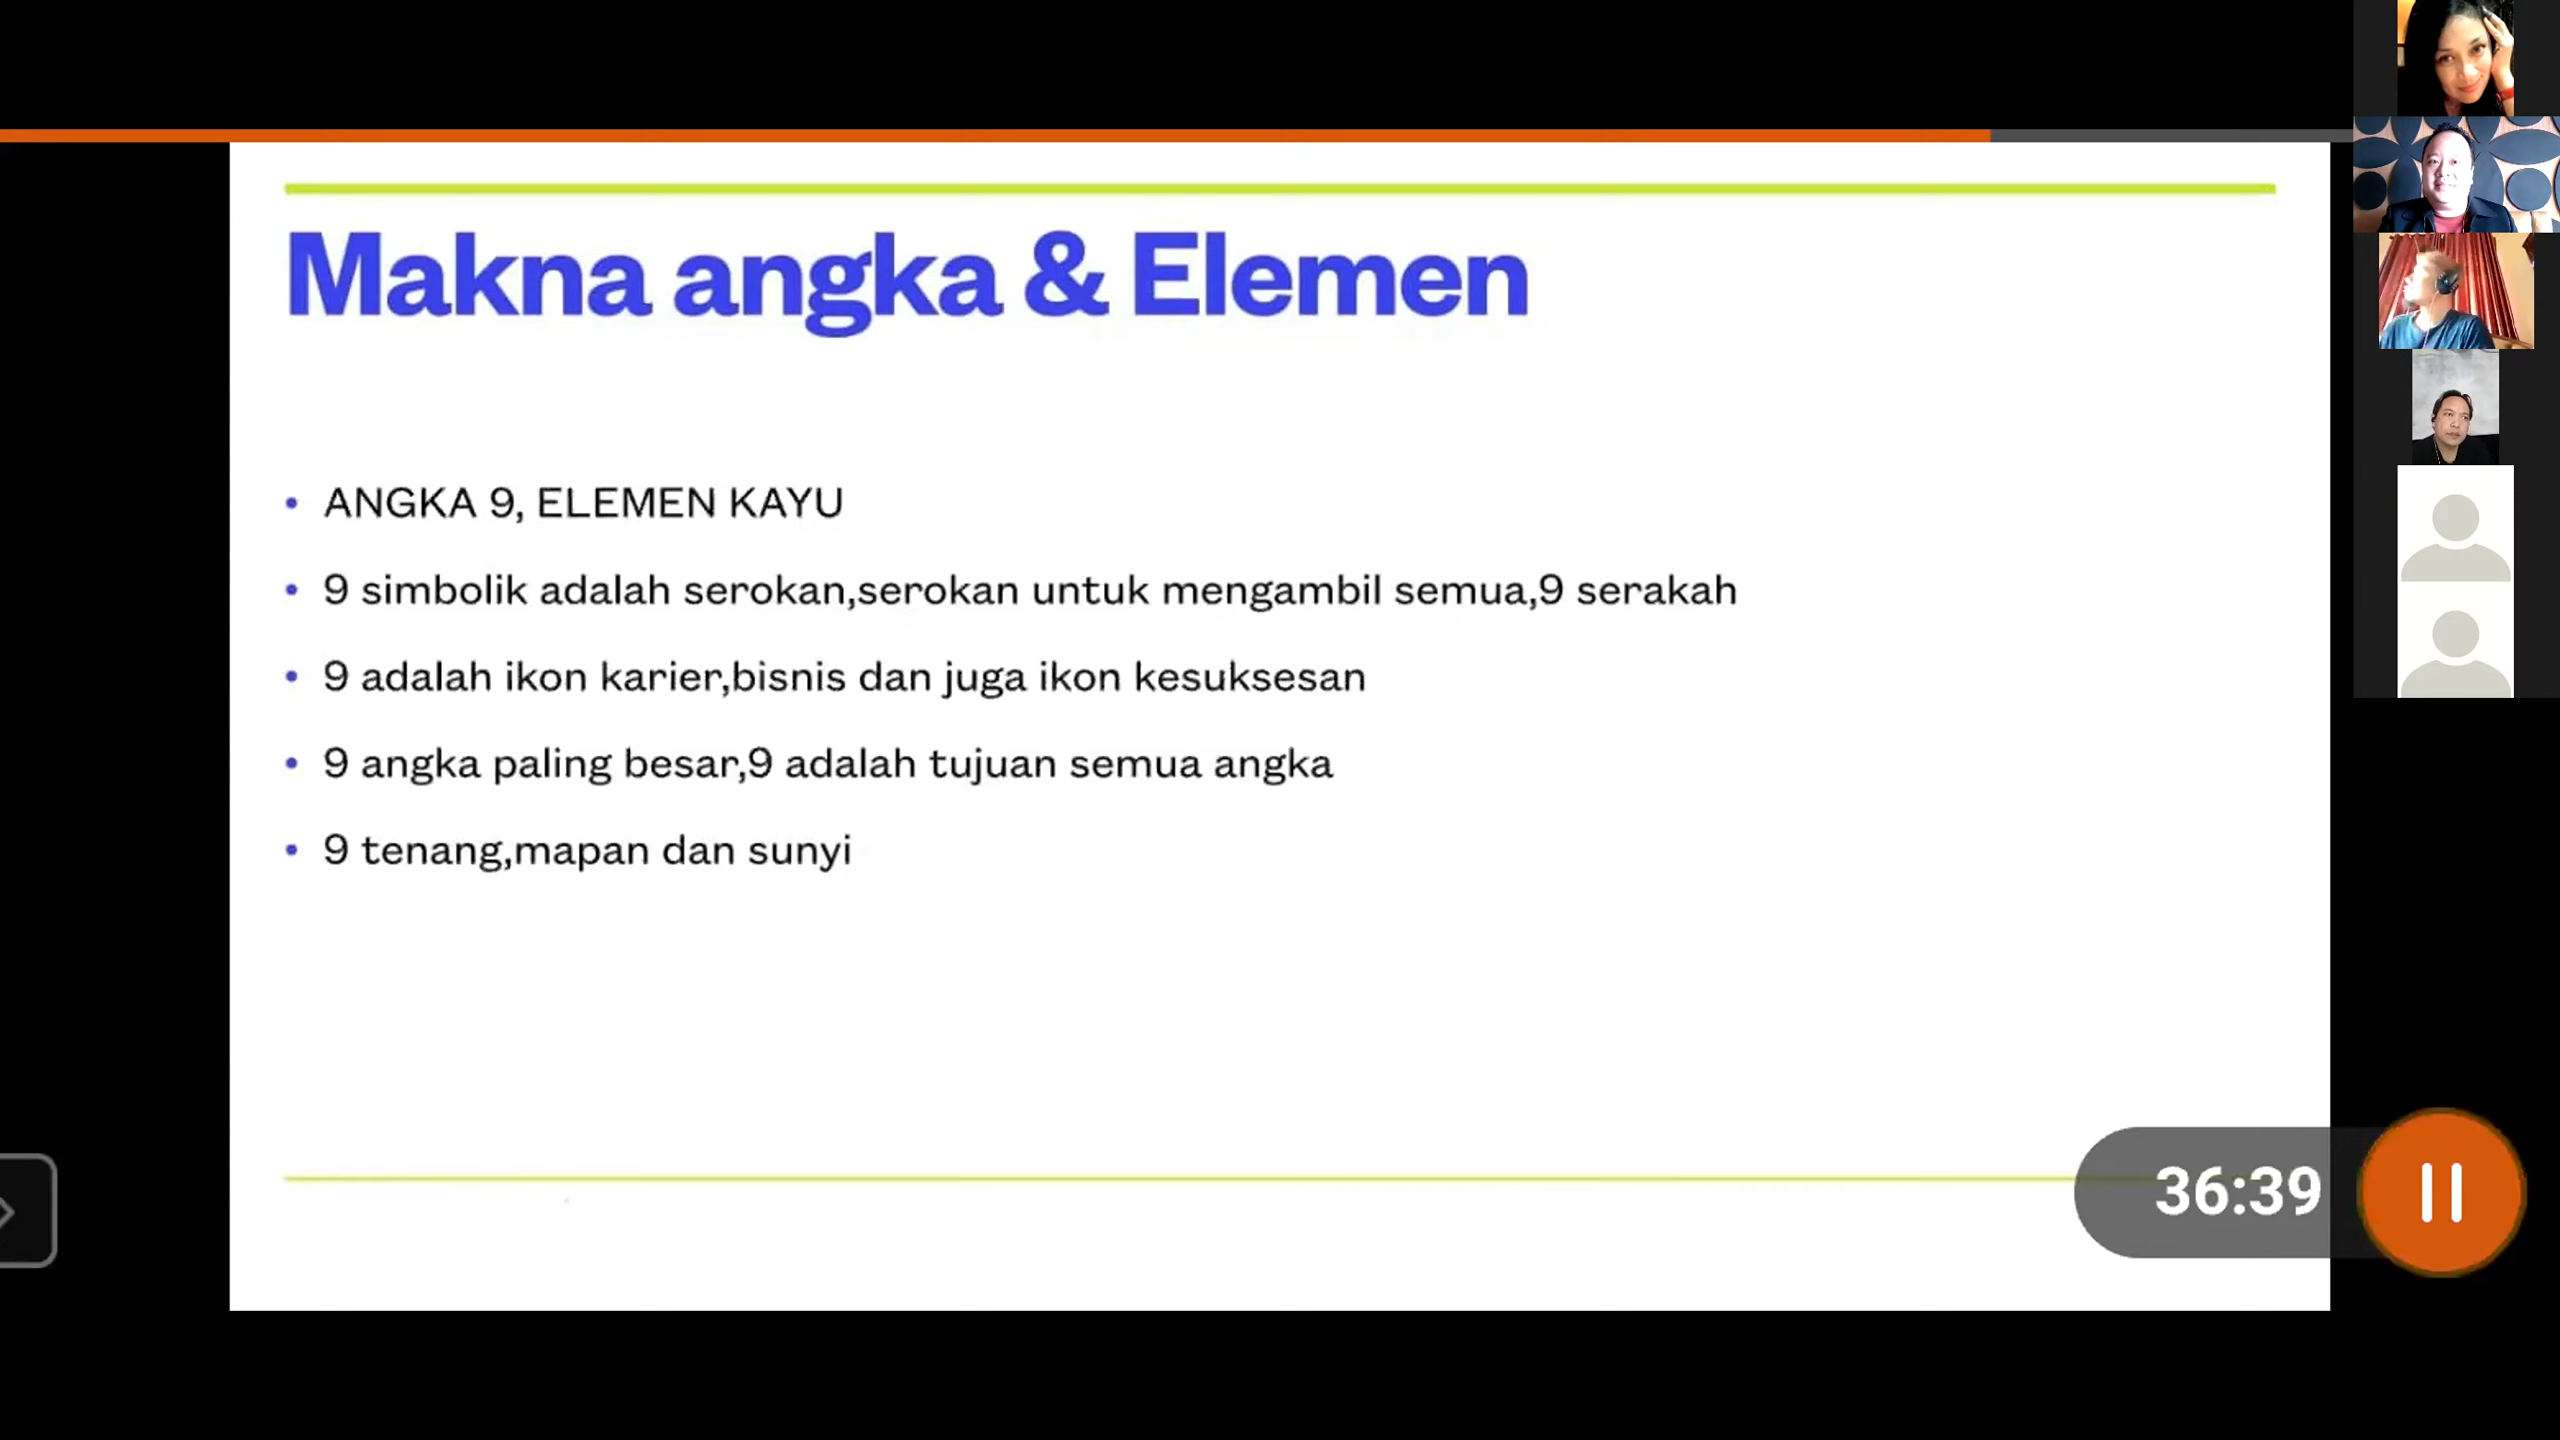 Makna angka & Elemen
• ANGKA 9, ELEMEN KAYU
• 9 simbolik adalah serokan,serokan untuk mengambil semua,9 serakah
• 9 adalah ikon karier,bisnis dan juga ikon kesuksesan
• 9 angka paling besar,9 adalah tujuan semua angka
• 9 tenang,mapan dan sunyi
36:39